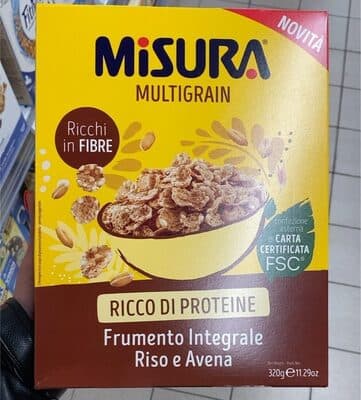 NOVITÀ
MiSURA
MULTIGRAIN
Ricchi
in FIBRE
confezione
esterna
e CARTA
CERTIFICATA
FSC
RICCO DI PROTEINE
Frumento Integrale
Riso e Avena
320g e 11.29oz